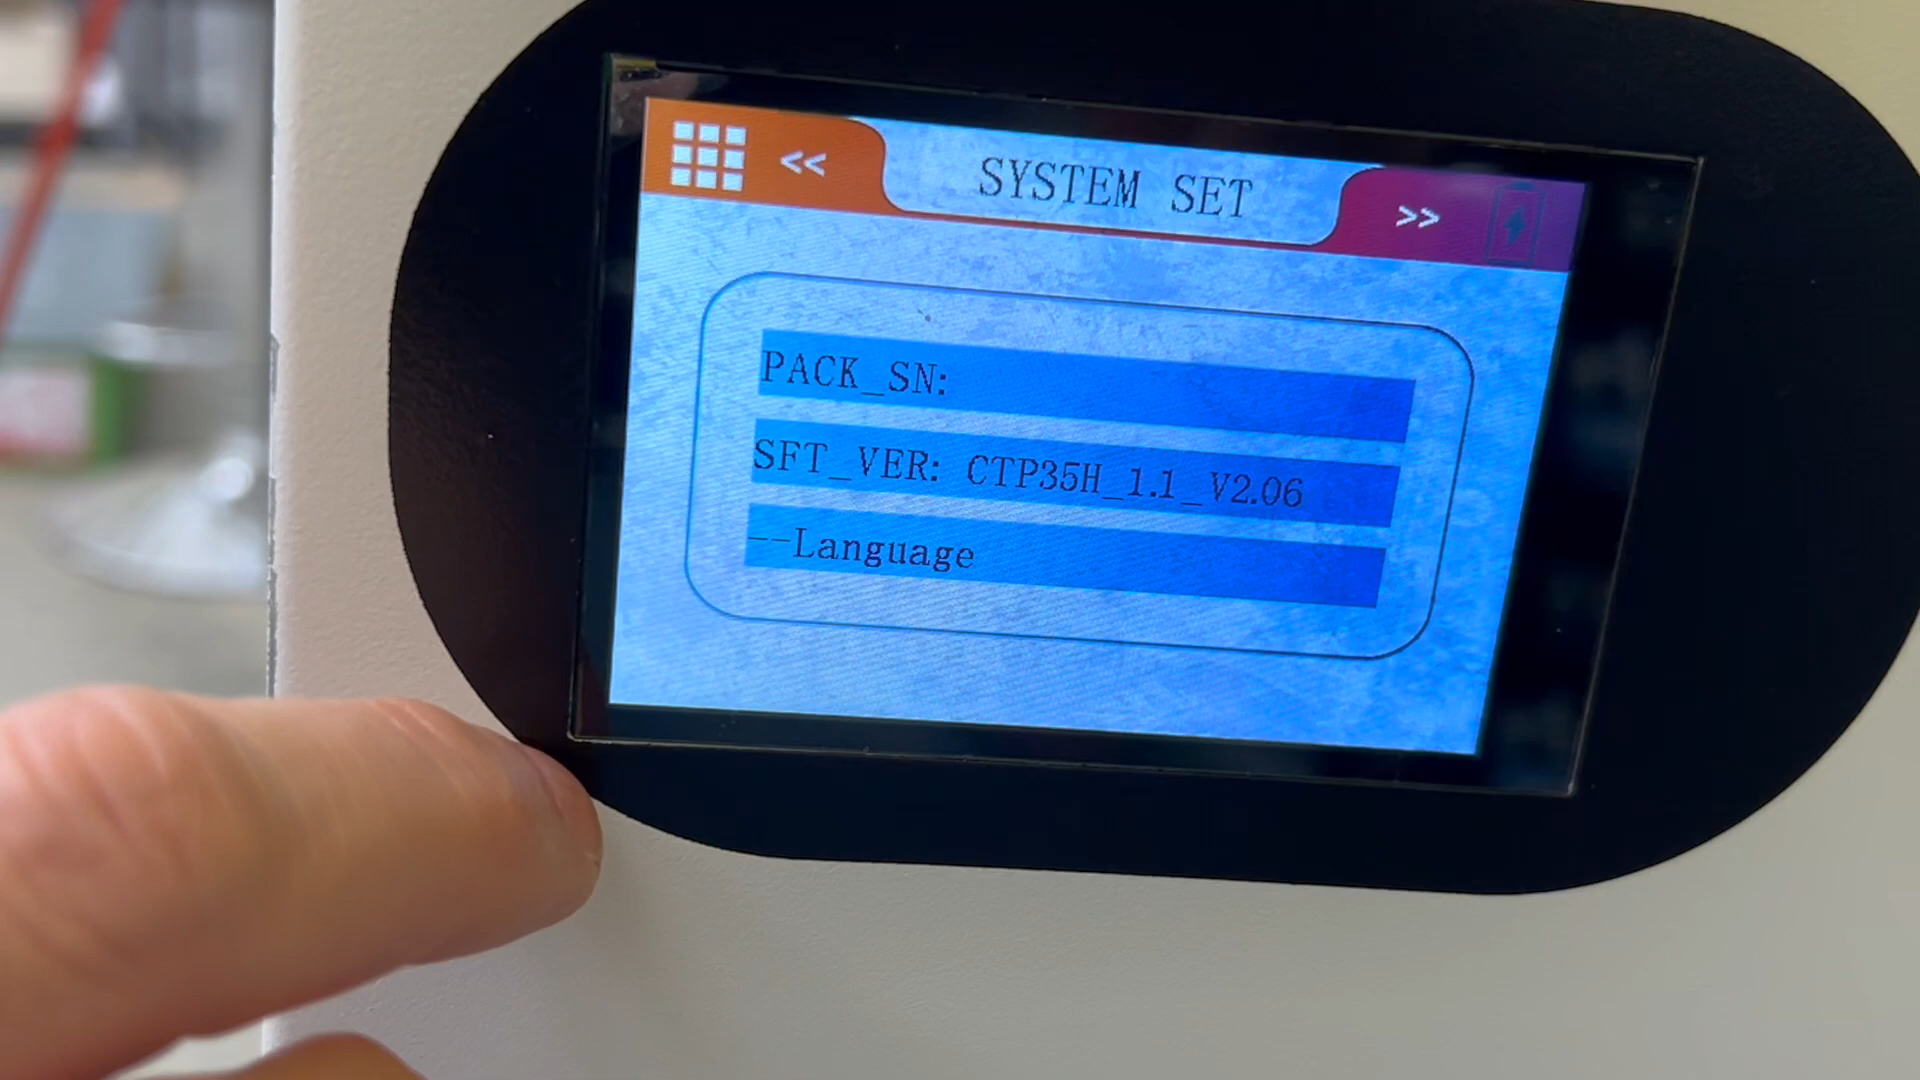 << SYSTEM SET >>
PACK_SN:
SFT_VER: CTP35H_1.1_V2.06
--Language